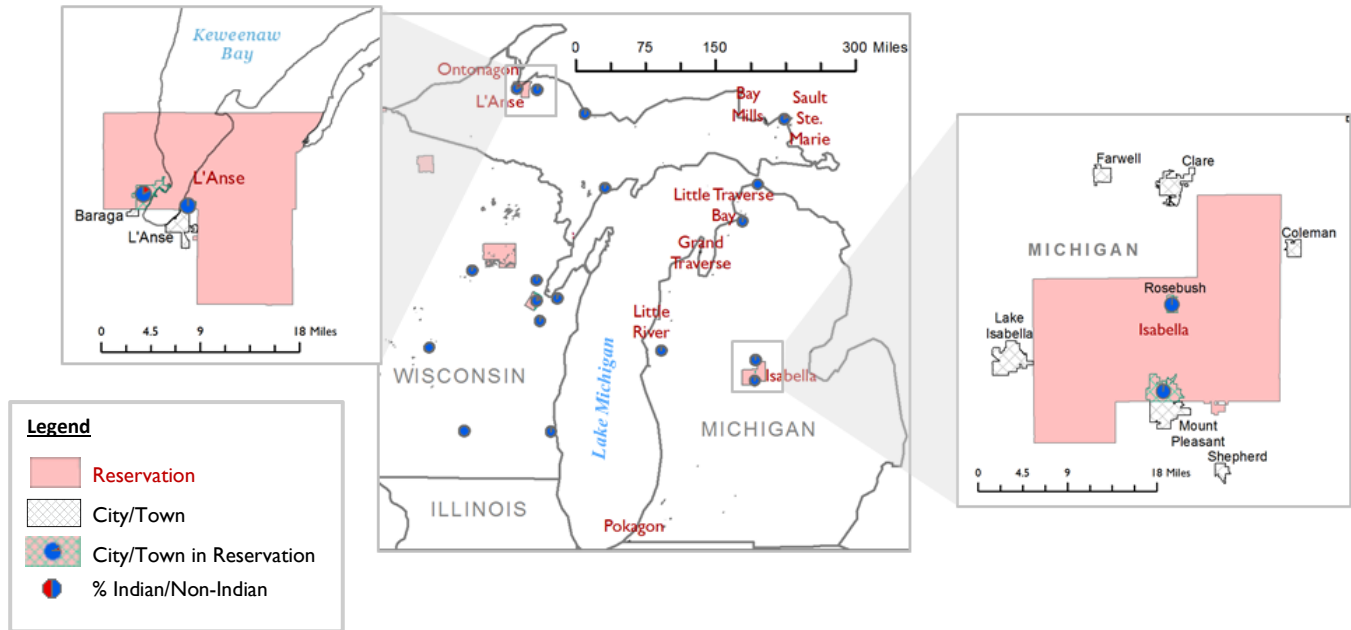 Keweenaw
Bay
L'Anse
Baraga
L'Anse
0 4.5 9 18 Miles
0 75 150 300 Miles
Ontonagon
L'Anse
Bay
Mills
Sault
Ste.
Marie
Little Traverse
Bay
Grand
Traverse
Little
River
Isabella
WISCONSIN
Lake Michigan
MICHIGAN
ILLINOIS
Pokagon
Farwell
Clare
Coleman
MICHIGAN
Rosebush
Lake
Isabella
Isabella
Mount
Pleasant
Shepherd
0 4.5 9 18 Miles
Legend
Reservation
City/Town
City/Town in Reservation
% Indian/Non-Indian